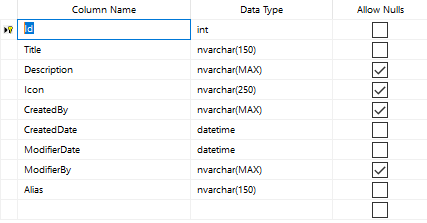 Column Name Data Type Allow Nulls
Id int
Title nvarchar(150)
Description nvarchar(MAX)
Icon nvarchar(250)
CreatedBy nvarchar(MAX)
CreatedDate datetime
ModifierDate datetime
ModifierBy nvarchar(MAX)
Alias nvarchar(150)